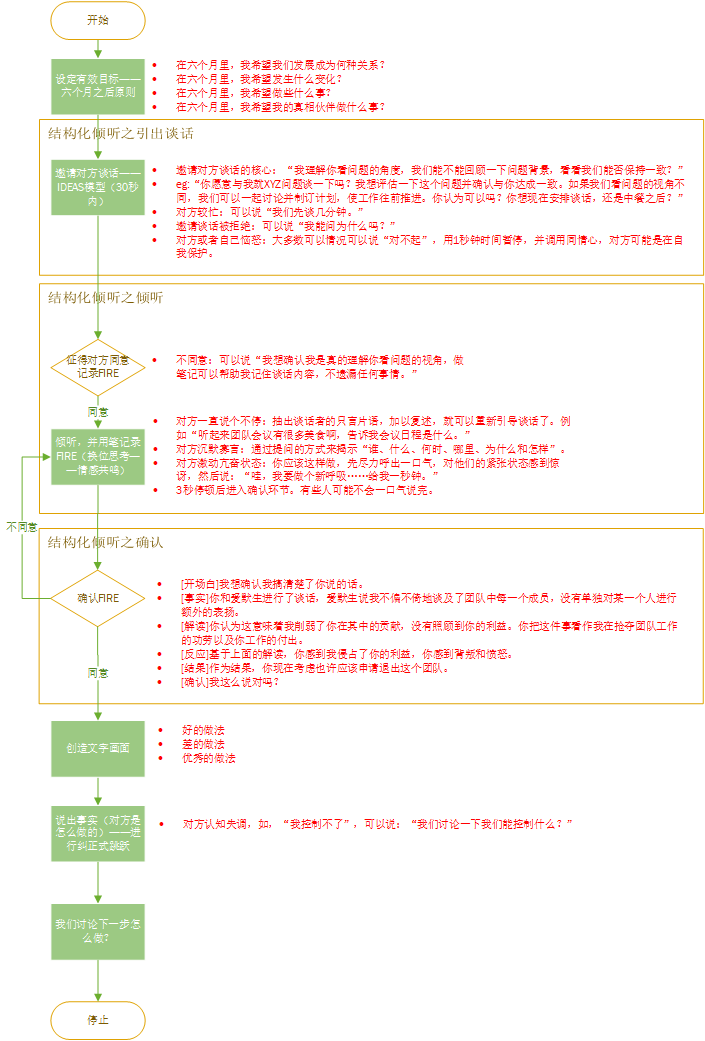 开始
设定有效目标——
六个月之后原则
• 在六个月里，我希望我们发展成为何种关系？
• 在六个月里，我希望发生什么变化？
• 在六个月里，我希望做些什么事？
• 在六个月里，我希望我的真相伙伴做什么事？
结构化倾听之引出谈话
邀请对方谈话——
IDEAS模型（30秒
内）
• 邀请对方谈话的核心：“我理解你看问题的角度，我们能不能回顾一下问题背景，看看我们能否保持一致？”
• eg:“你愿意与我就XYZ问题谈一下吗？我想评估一下这个问题并确认与你达成一致。如果我们看问题的视角不
同，我们可以一起讨论并制订计划，使工作往前推进。你认为可以吗？你想现在安排谈话，还是中餐之后？”
• 对方较忙：可以说“我们先谈几分钟。”
• 邀请谈话被拒绝：可以说“我能问为什么吗？”
• 对方或者自己恼怒：大多数可以情况可以说“对不起”，用1秒钟时间暂停，并调用同情心，对方可能是在自
我保护。
结构化倾听之倾听
征得对方同意
记录FIRE
• 不同意：可以说“我想确认我是真的理解你看问题的视角，做
笔记可以帮助我记住谈话内容，不遗漏任何事情。”
同意
倾听，并用笔记录
FIRE（换位思考—
—情感共鸣）
• 对方一直说个不停：抽出谈话者的只言片语，加以复述，就可以重新引导谈话了。例
如“听起来团队会议有很多美食啊，告诉我会议日程是什么。”
• 对方沉默寡言：通过提问的方式来揭示“谁、什么、何时、哪里、为什么和怎样”。
• 对方激动亢奋状态：你应该这样做，先尽力呼出一口气，对他们的紧张状态感到惊
讶，然后说：“哇，我要做个新呼吸……给我一秒钟。”
• 3秒停顿后进入确认环节。有些人可能不会一口气说完。
不同意
结构化倾听之确认
确认FIRE
• [开场白]我想确认我搞清楚了你说的话。
• [事实]你和爱默生进行了谈话，爱默生说我不偏不倚地谈及了团队中每一个成员，没有单独对某一个人进行
额外的表扬。
• [解读]你认为这意味着我削弱了你在其中的贡献，没有照顾到你的利益。你把这件事看作我在抢夺团队工作
的功劳以及你工作的付出。
• [反应]基于上面的解读，你感到我侵占了你的利益，你感到背叛和愤怒。
• [结果]作为结果，你现在考虑也许应该申请退出这个团队。
• [确认]我这么说对吗？
同意
创造文字画面
• 好的做法
• 差的做法
• 优秀的做法
说出事实（对方是
怎么做的）——进
行纠正式跳跃
• 对方认知失调，如，“我控制不了”，可以说：“我们讨论一下我们能控制什么？”
我们讨论下一步怎
么做？
停止